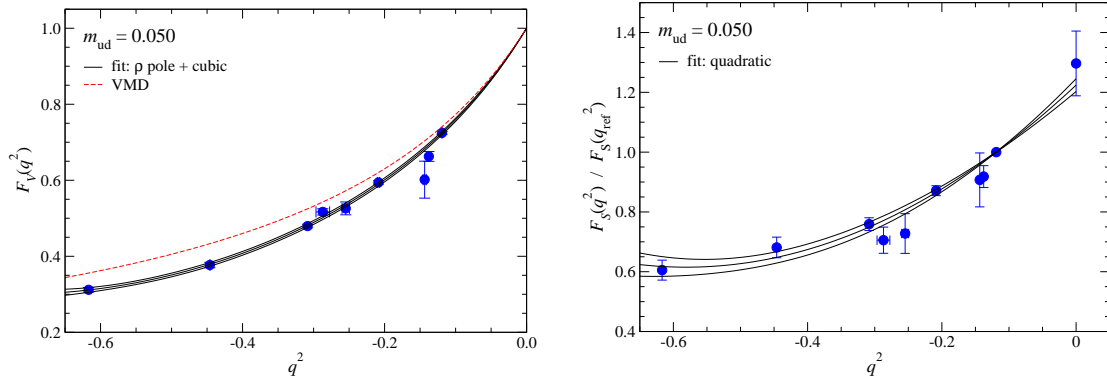 m_ud = 0.050
fit: ρ pole + cubic
VMD
F_V(q^2)
1.0
0.8
0.6
0.4
0.2
-0.6
-0.4
-0.2
0.0
q^2
m_ud = 0.050
fit: quadratic
F_S(q^2) / F_S(q_ref^2)
1.4
1.2
1.0
0.8
0.6
0.4
-0.6
-0.4
-0.2
0
q^2